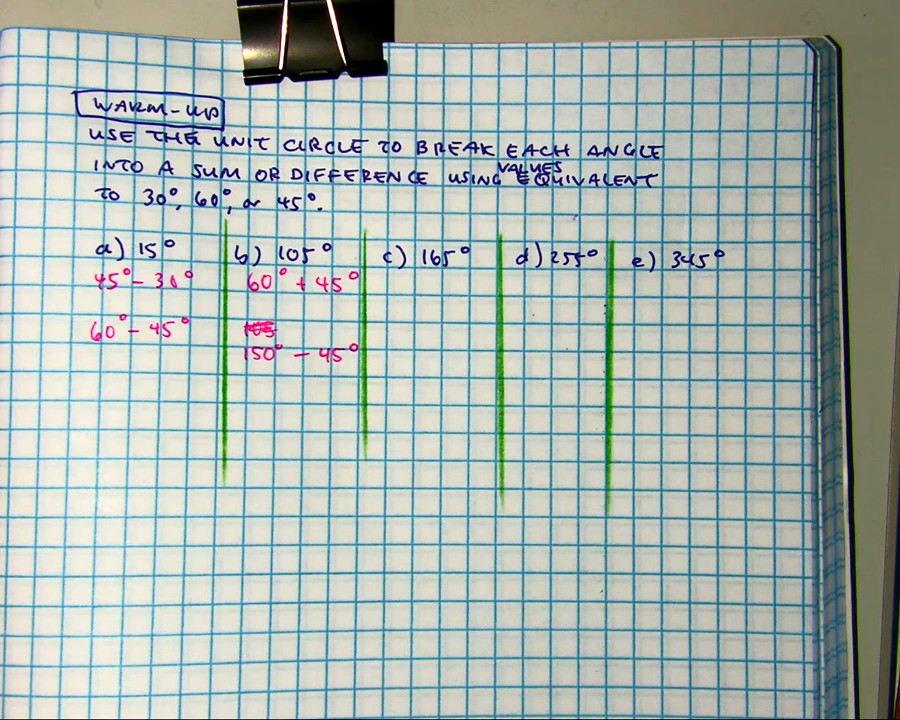 WARM-UP
USE THE UNIT CIRCLE TO BREAK EACH ANGLE
INTO A SUM OR DIFFERENCE USING VALUES EQUIVALENT
TO 30°, 60°, or 45°.
a) 15° b) 105° c) 165° d) 255° e) 345°
45° - 30° 60° + 45°
60° - 45°
150° - 45°